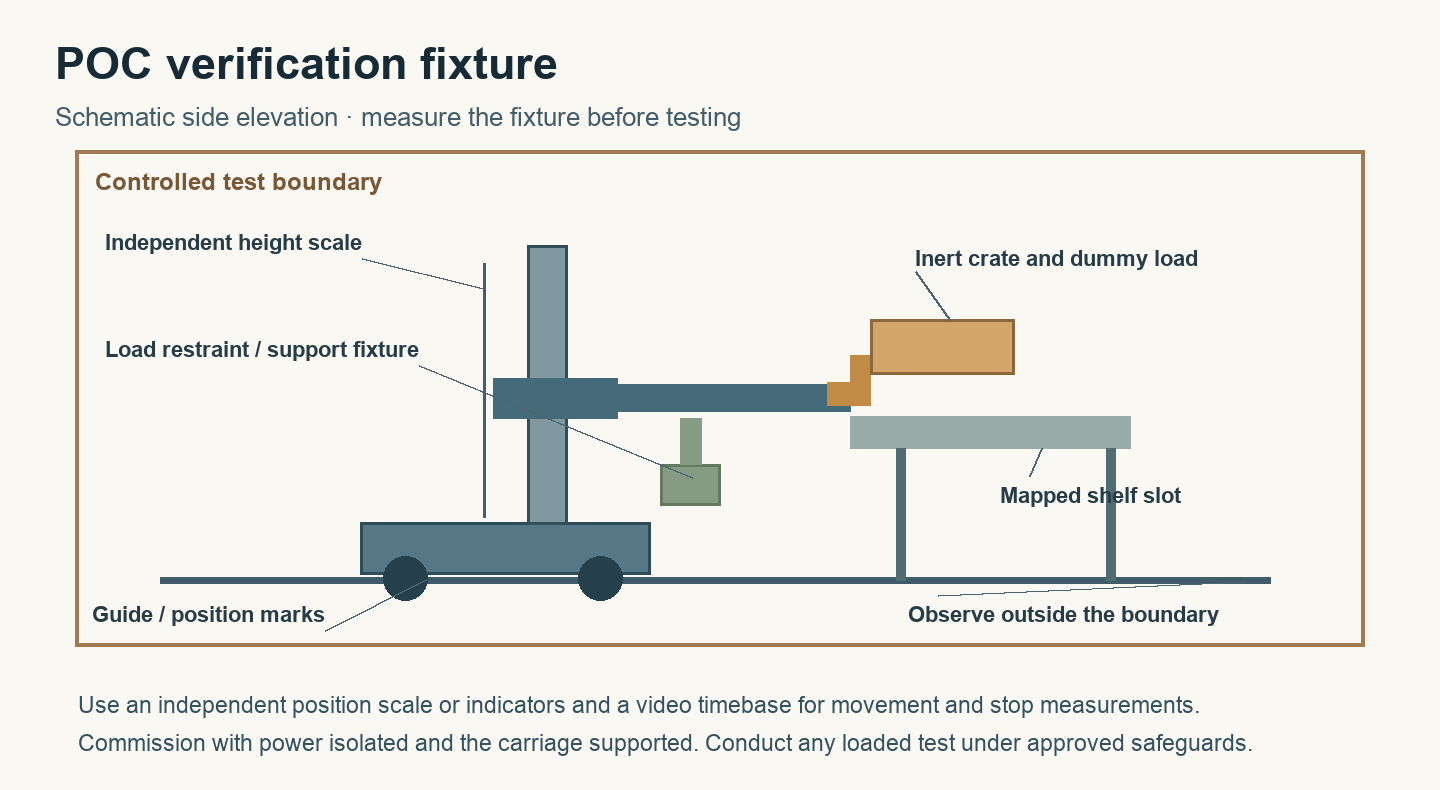 POC verification fixture
Schematic side elevation · measure the fixture before testing
Controlled test boundary
Independent height scale
Inert crate and dummy load
Load restraint / support fixture
Mapped shelf slot
Guide / position marks
Observe outside the boundary
Use an independent position scale or indicators and a video timebase for movement and stop measurements.
Commission with power isolated and the carriage supported. Conduct any loaded test under approved safeguards.